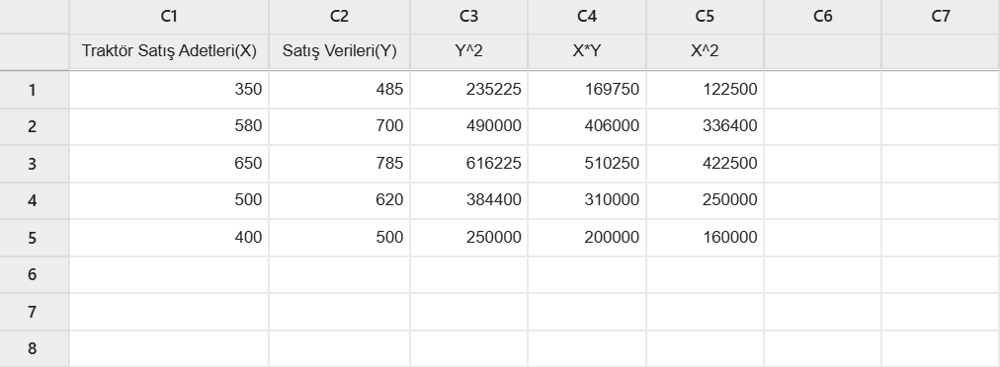 C1 C2 C3 C4 C5 C6 C7
Traktör Satış Adetleri(X) Satış Verileri(Y) Y^2 X*Y X^2
1 350 485 235225 169750 122500
2 580 700 490000 406000 336400
3 650 785 616225 510250 422500
4 500 620 384400 310000 250000
5 400 500 250000 200000 160000
6
7
8